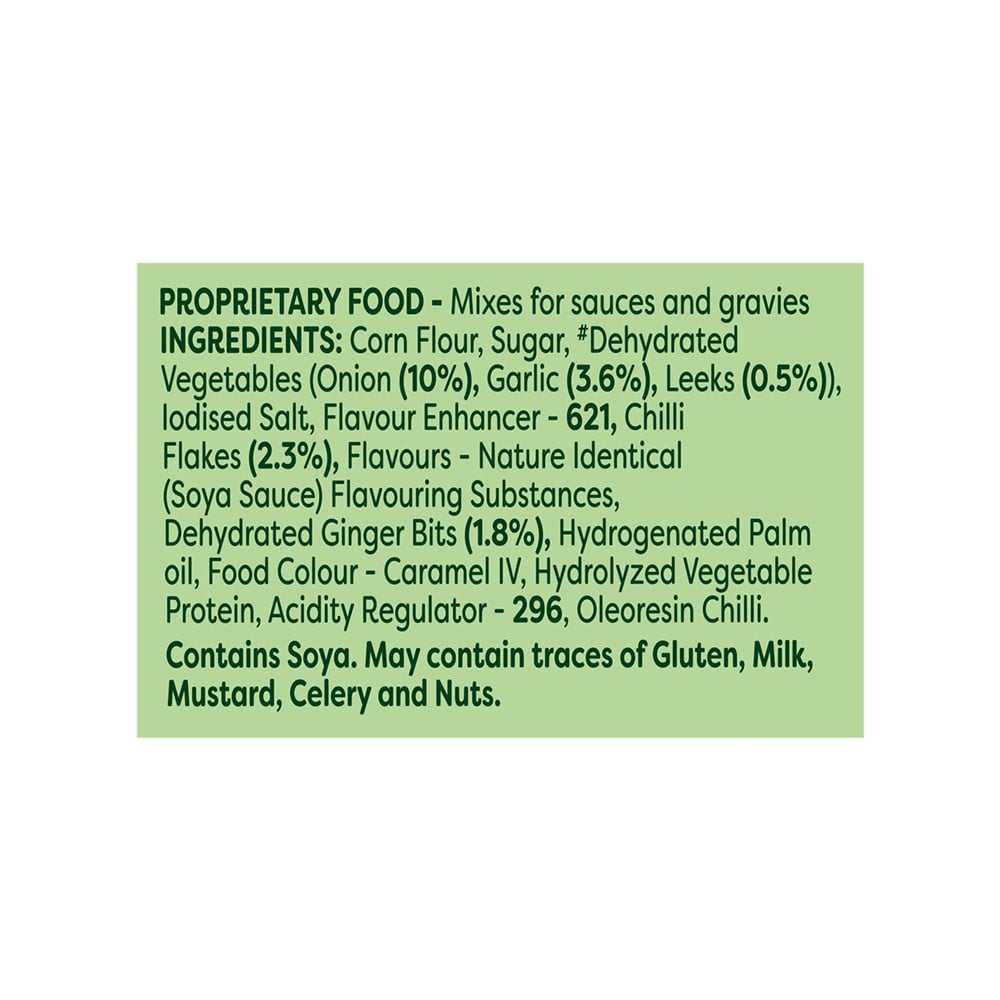 PROPRIETARY FOOD - Mixes for sauces and gravies
INGREDIENTS: Corn Flour, Sugar, #Dehydrated
Vegetables (Onion (10%), Garlic (3.6%), Leeks (0.5%)),
Iodised Salt, Flavour Enhancer - 621, Chilli
Flakes (2.3%), Flavours - Nature Identical
(Soya Sauce) Flavouring Substances,
Dehydrated Ginger Bits (1.8%), Hydrogenated Palm
oil, Food Colour - Caramel IV, Hydrolyzed Vegetable
Protein, Acidity Regulator - 296, Oleoresin Chilli.
Contains Soya. May contain traces of Gluten, Milk,
Mustard, Celery and Nuts.